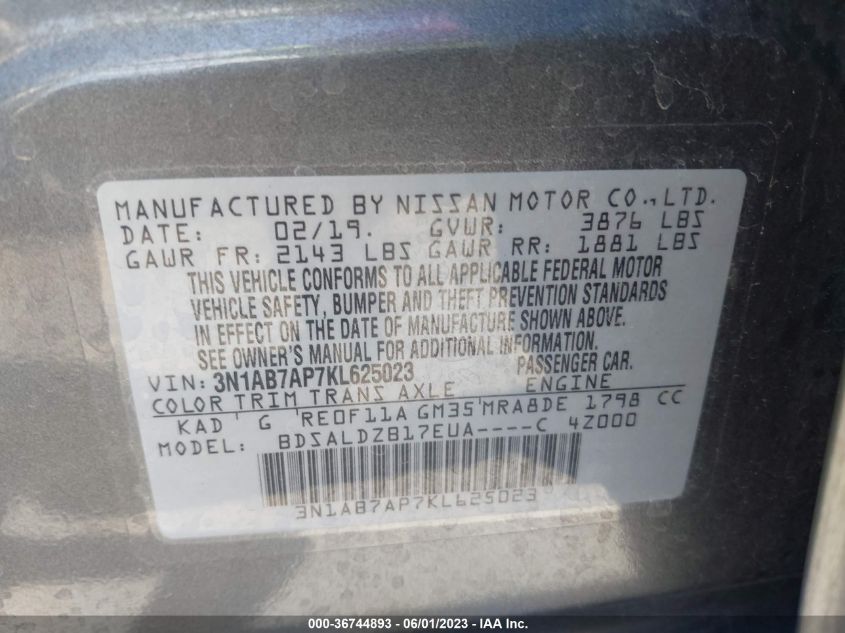 MANUFACTURED BY NISSAN MOTOR CO., LTD.
DATE: 02/19. GVWR: 3876 LBS
GAWR FR: 2143 LBS GAWR RR: 1881 LBS
THIS VEHICLE CONFORMS TO ALL APPLICABLE FEDERAL MOTOR
VEHICLE SAFETY, BUMPER AND THEFT PREVENTION STANDARDS
IN EFFECT ON THE DATE OF MANUFACTURE SHOWN ABOVE.
SEE OWNER'S MANUAL FOR ADDITIONAL INFORMATION.
VIN: 3N1AB7AP7KL625023 PASSENGER CAR.
COLOR TRIM TRANS AXLE ENGINE
KAD G RE0F11A GM35 MRA8DE 1798 CC
MODEL: BDSALDZB17EUA----C 4Z000
3N1AB7AP7KL625023
000-36744893 - 06/01/2023 - IAAI.com